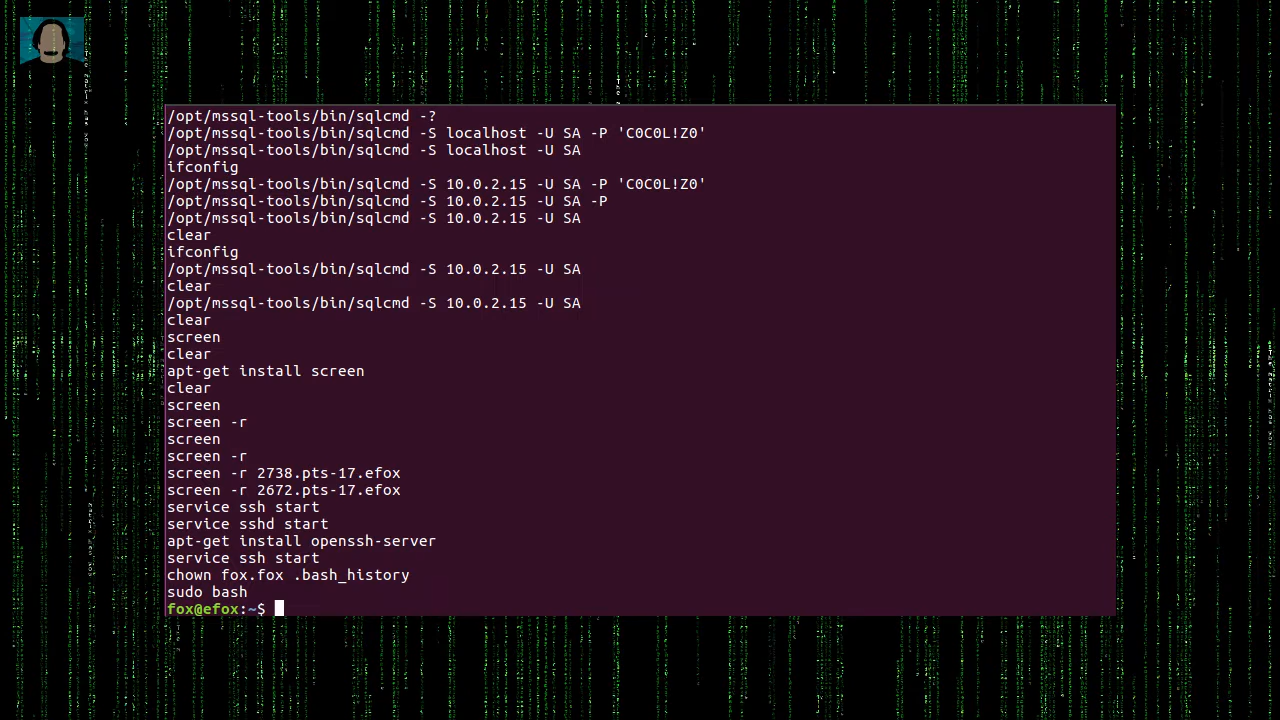 /opt/mssql-tools/bin/sqlcmd -?
/opt/mssql-tools/bin/sqlcmd -S localhost -U SA -P 'C0C0L!Z0'
/opt/mssql-tools/bin/sqlcmd -S localhost -U SA
ifconfig
/opt/mssql-tools/bin/sqlcmd -S 10.0.2.15 -U SA -P 'C0C0L!Z0'
/opt/mssql-tools/bin/sqlcmd -S 10.0.2.15 -U SA -P
/opt/mssql-tools/bin/sqlcmd -S 10.0.2.15 -U SA
clear
ifconfig
/opt/mssql-tools/bin/sqlcmd -S 10.0.2.15 -U SA
clear
/opt/mssql-tools/bin/sqlcmd -S 10.0.2.15 -U SA
clear
screen
clear
apt-get install screen
clear
screen
screen -r
screen
screen -r
screen -r 2738.pts-17.efox
screen -r 2672.pts-17.efox
service ssh start
service sshd start
apt-get install openssh-server
service ssh start
chown fox.fox .bash_history
sudo bash
fox@efox:~$